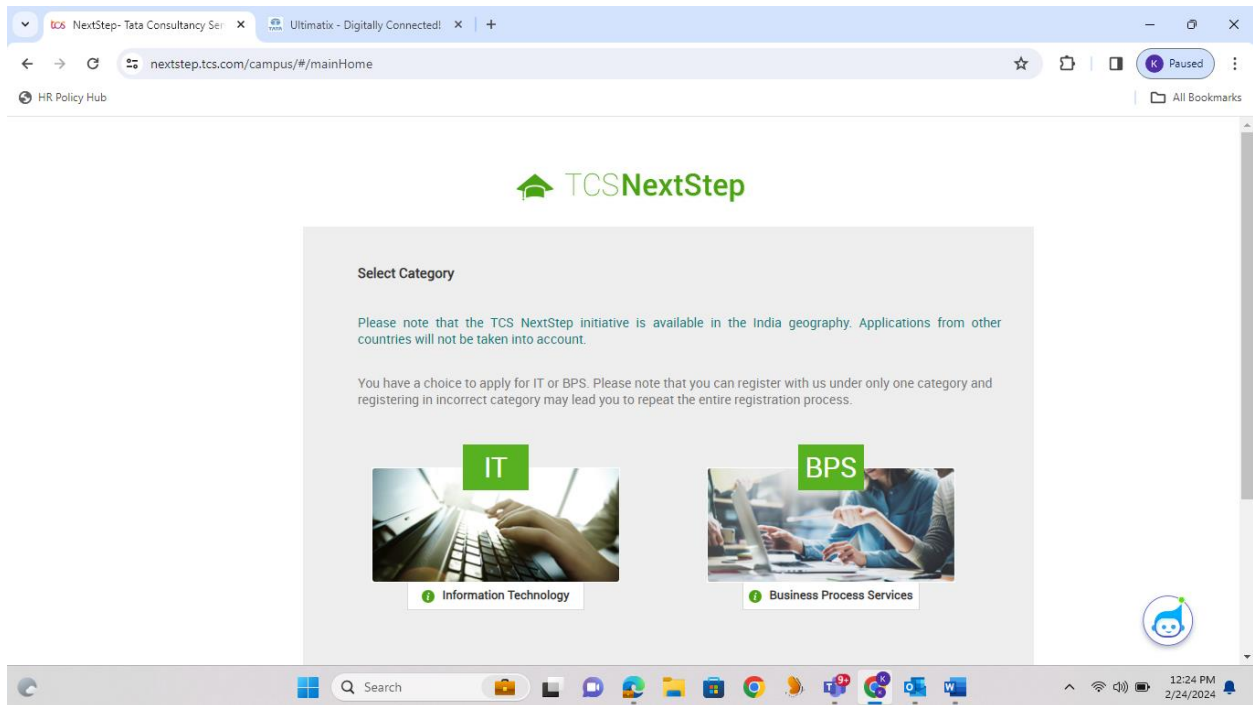 tcs NextStep- Tata Consultancy Ser
TATA Ultimatix - Digitally Connected!
nextstep.tcs.com/campus/#/mainHome
K Paused
HR Policy Hub
All Bookmarks
TCSNextStep
Select Category
Please note that the TCS NextStep initiative is available in the India geography. Applications from other
countries will not be taken into account.
You have a choice to apply for IT or BPS. Please note that you can register with us under only one category and
registering in incorrect category may lead you to repeat the entire registration process.
IT
BPS
i Information Technology
i Business Process Services
Search
9+
K
W
12:24 PM
2/24/2024